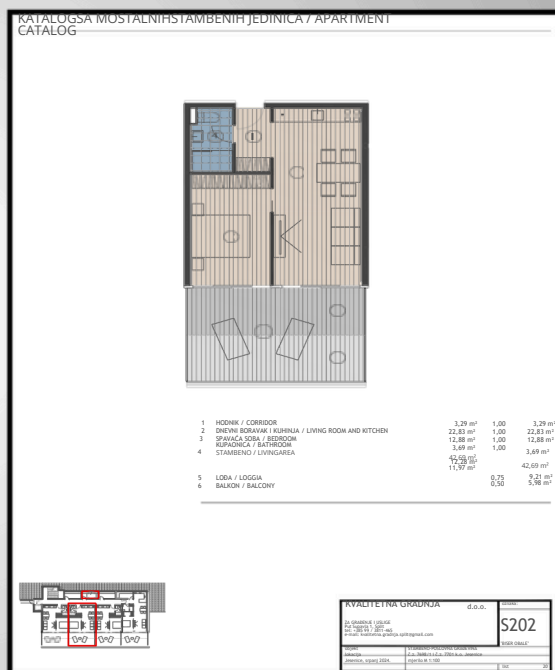 KATALOGSA MOSTALNIHSTAMBENIH JEDINICA / APARTMENT
CATALOG
1 HODNIK / CORRIDOR 3,29 m² 1,00 3,29 m²
2 DNEVNI BORAVAK I KUHINJA / LIVING ROOM AND KITCHEN 22,83 m² 1,00 22,83 m²
3 SPAVAĆA SOBA / BEDROOM 12,88 m² 1,00 12,88 m²
KUPAONICA / BATHROOM 3,69 m² 1,00
4 STAMBENO / LIVINGAREA 3,69 m²
42,69 m²
12,28 m²
11,97 m² 42,69 m²
5 LOĐA / LOGGIA 0,75 9,21 m²
6 BALKON / BALCONY 0,50 5,98 m²
KVALITETNA GRADNJA d.o.o.
ZA GRAĐENJE I USLUGE
S202